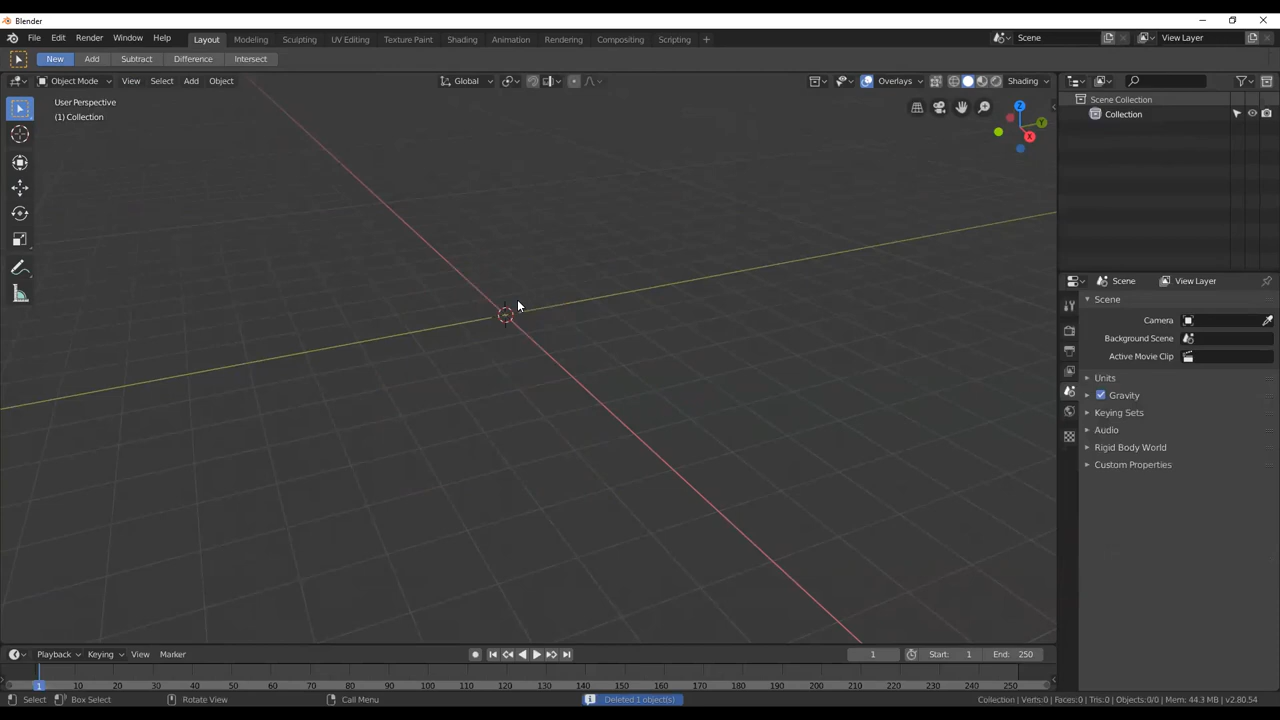 Blender
File Edit Render Window Help Layout Modeling Sculpting UV Editing Texture Paint Shading Animation Rendering Compositing Scripting + Scene View Layer
New Add Subtract Difference Intersect
Object Mode View Select Add Object Global Overlays Shading
User Perspective
(1) Collection
Z
Y
X
Scene Collection
Collection
Scene View Layer
Scene
Camera
Background Scene
Active Movie Clip
Units
Gravity
Keying Sets
Audio
Rigid Body World
Custom Properties
Playback Keying View Marker 1 Start: 1 End: 250
1 10 20 30 40 50 60 70 80 90 100 110 120 130 140 150 160 170 180 190 200 210 220 230 240 250
Select Box Select Rotate View Call Menu Deleted 1 object(s) Collection | Verts:0 | Faces:0 | Tris:0 | Objects:0/0 | Mem: 44.3 MB | v2.80.54